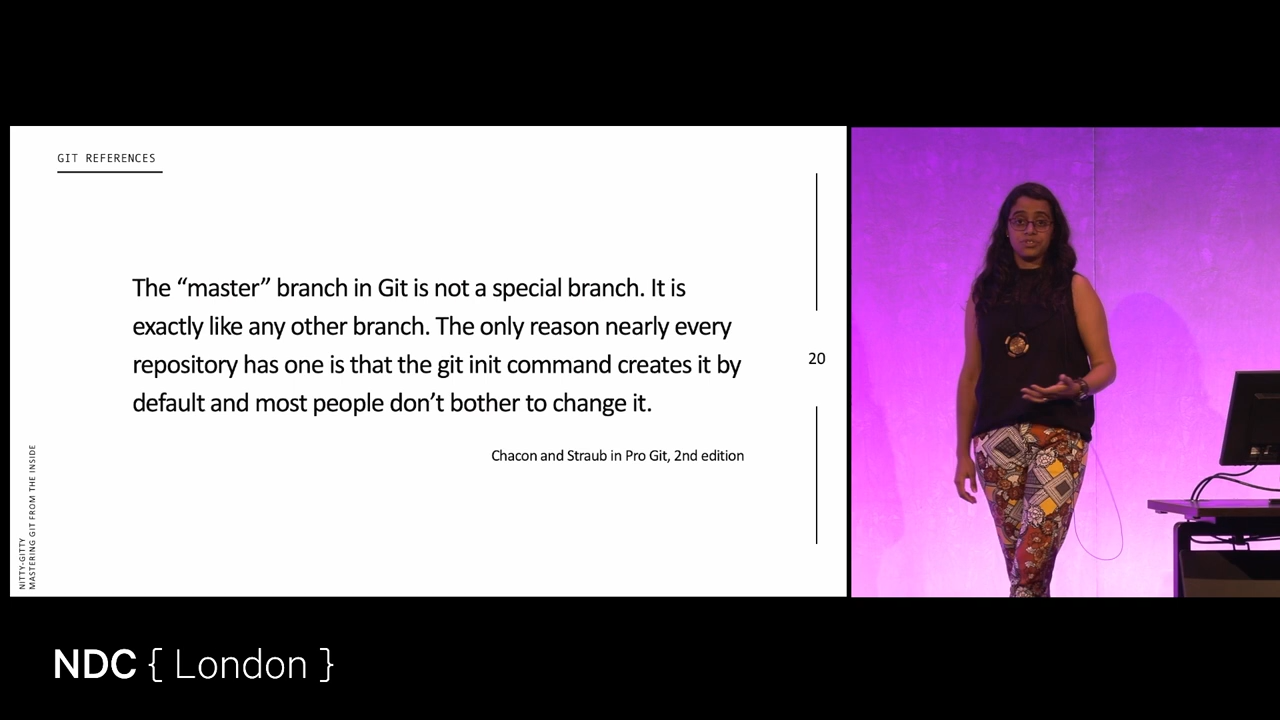 GIT REFERENCES
The “master” branch in Git is not a special branch. It is
exactly like any other branch. The only reason nearly every
repository has one is that the git init command creates it by
default and most people don’t bother to change it.
Chacon and Straub in Pro Git, 2nd edition
20
NITTY-GITTY
MASTERING GIT FROM THE INSIDE
NDC { London }